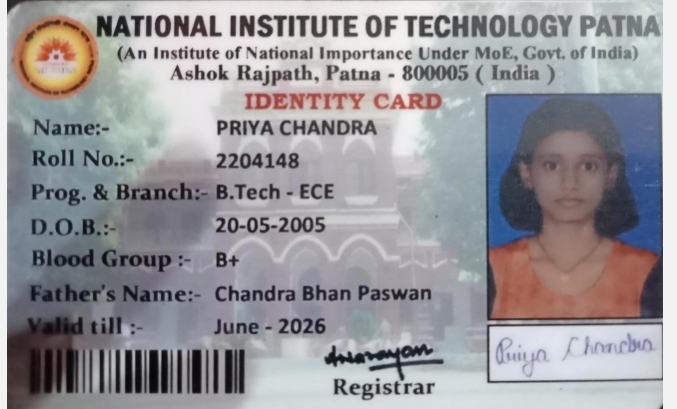 NATIONAL INSTITUTE OF TECHNOLOGY PATNA
(An Institute of National Importance Under MoE, Govt. of India)
Ashok Rajpath, Patna - 800005 ( India )
IDENTITY CARD
Name:- PRIYA CHANDRA
Roll No.:- 2204148
Prog. & Branch:- B.Tech - ECE
D.O.B.:- 20-05-2005
Blood Group :- B+
Father's Name:- Chandra Bhan Paswan
Valid till :- June - 2026
Priya Chandra
Registrar